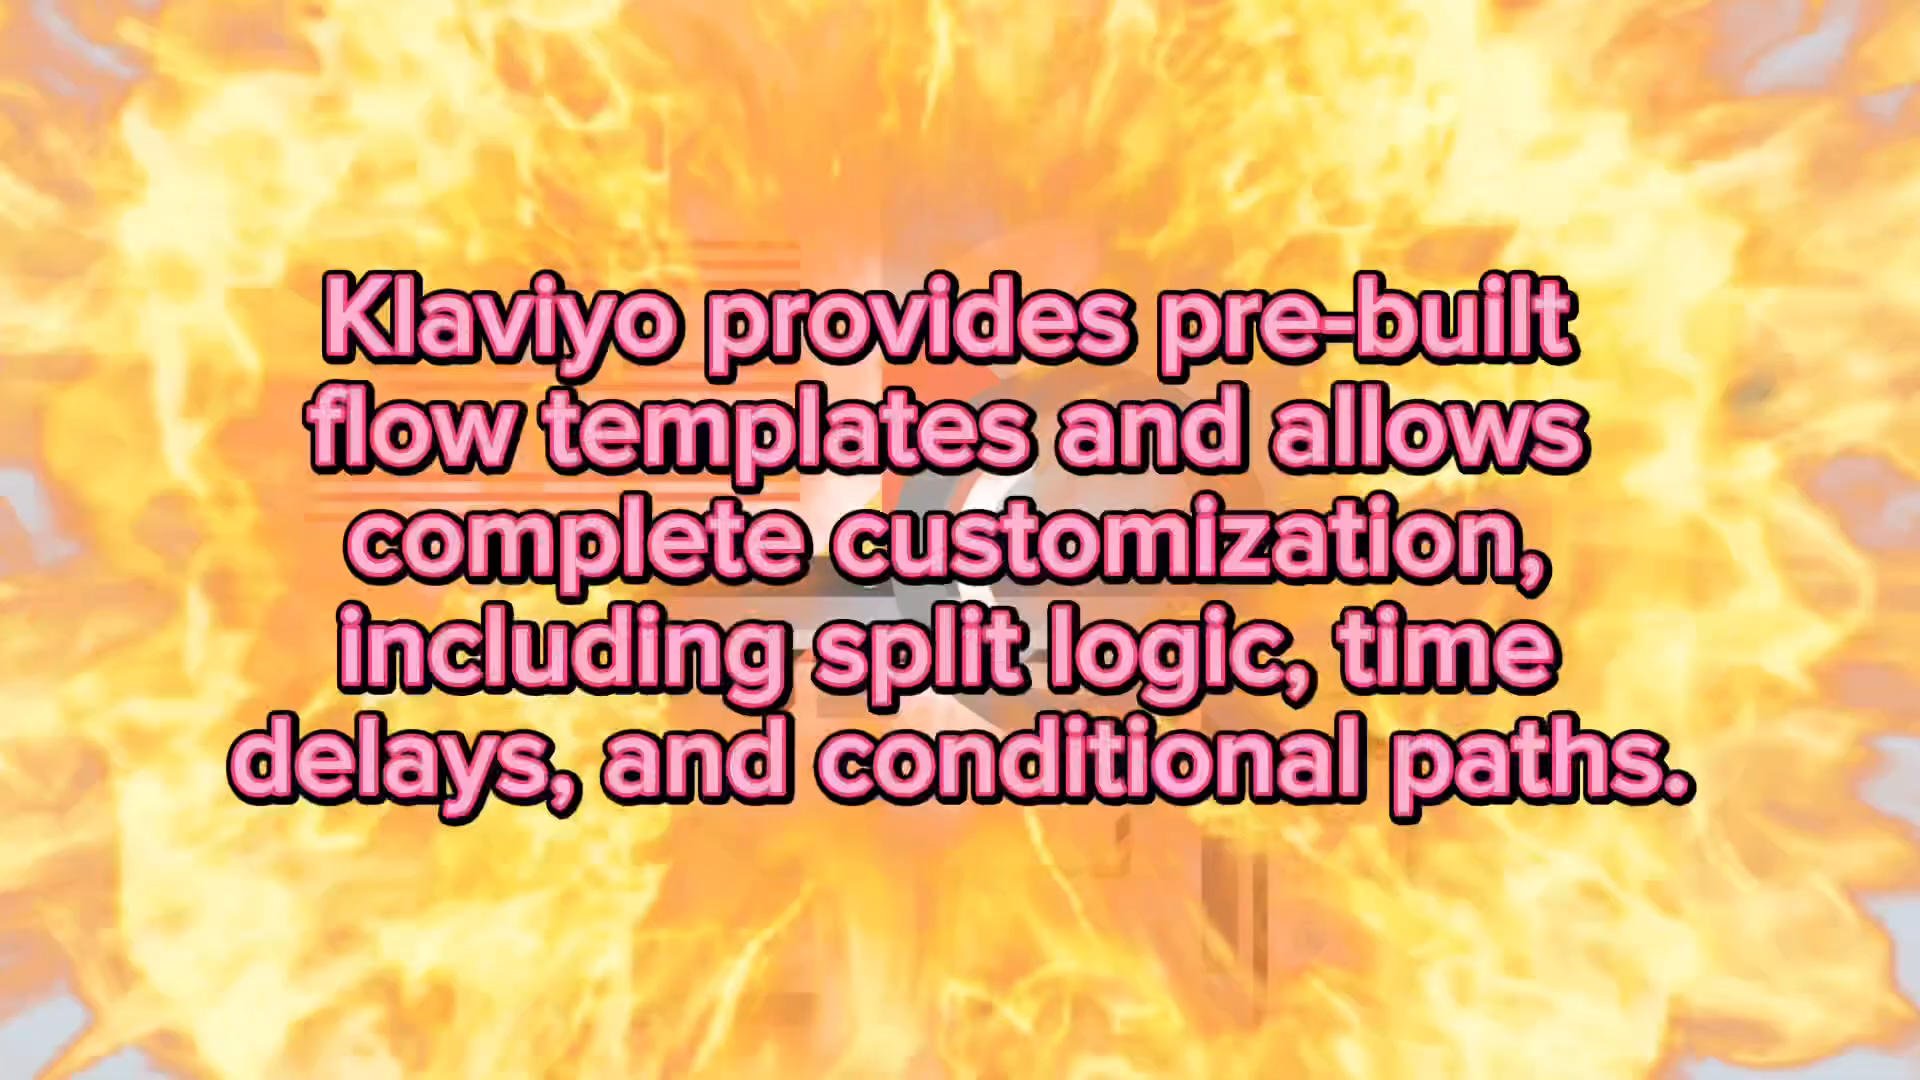 Klaviyo provides pre-built
flow templates and allows
complete customization,
including split logic, time
delays, and conditional paths.